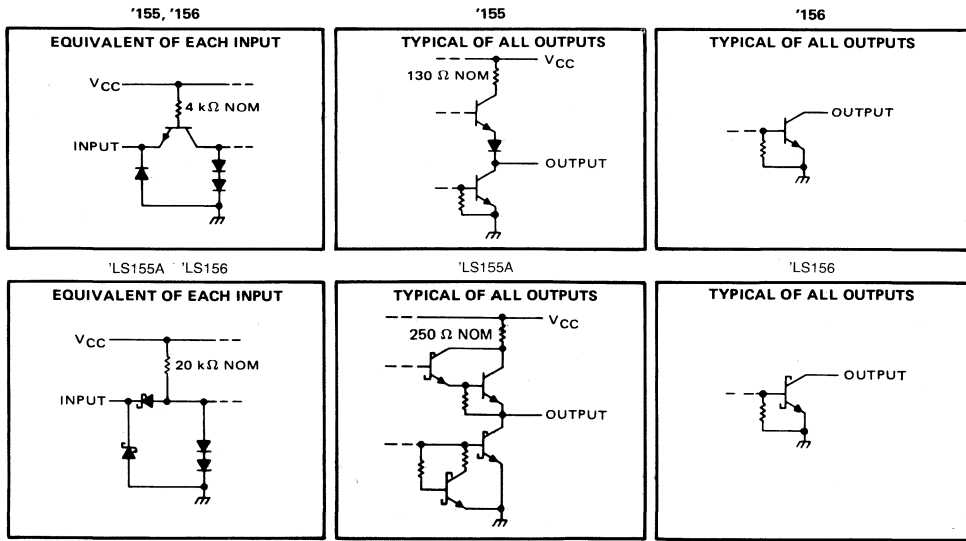 '155, '156
'155
'156
EQUIVALENT OF EACH INPUT
VCC
4 kΩ NOM
INPUT
TYPICAL OF ALL OUTPUTS
VCC
130 Ω NOM
OUTPUT
TYPICAL OF ALL OUTPUTS
OUTPUT
'LS155A 'LS156
'LS155A
'LS156
EQUIVALENT OF EACH INPUT
VCC
20 kΩ NOM
INPUT
TYPICAL OF ALL OUTPUTS
VCC
250 Ω NOM
OUTPUT
TYPICAL OF ALL OUTPUTS
OUTPUT